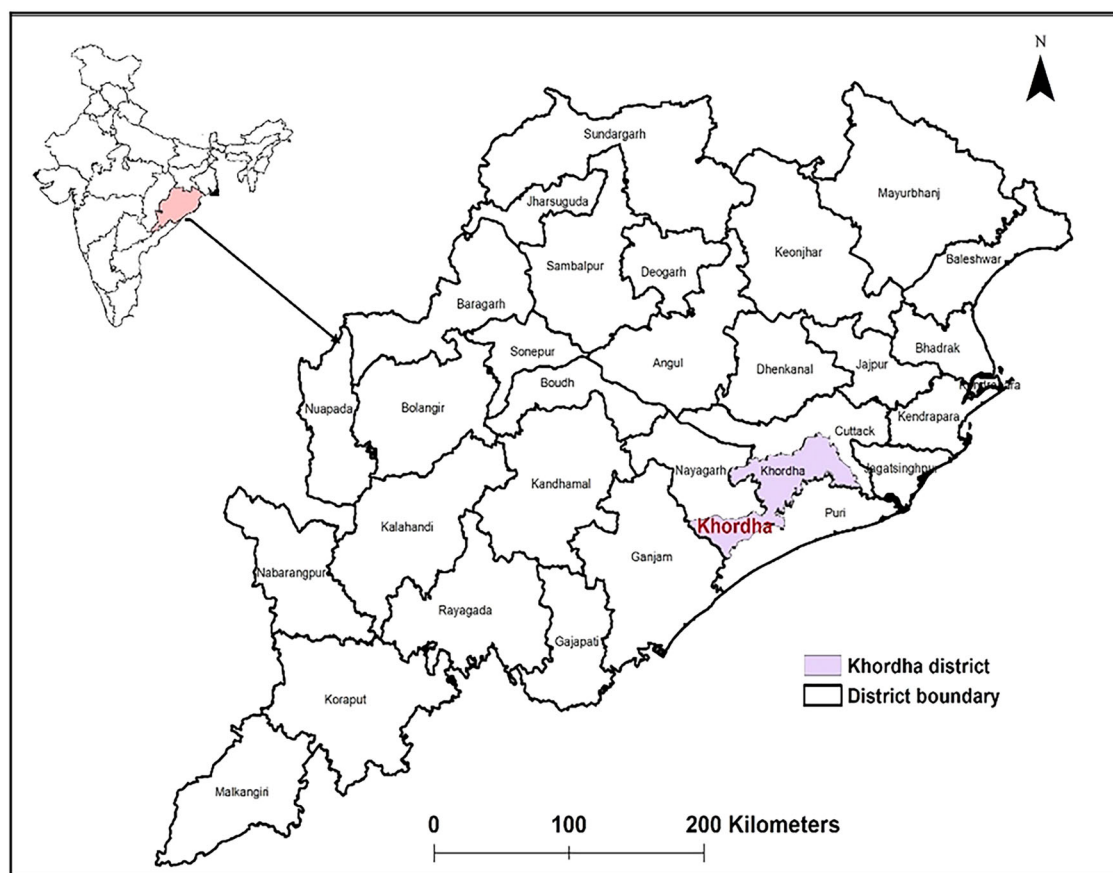 N
Sundargarh
Mayurbhanj
Jharsuguda
Keonjhar
Baleshwar
Sambalpur
Deogarh
Baragarh
Bhadrak
Sonepur
Angul
Dhenkanal
Jajpur
Boudh
Nuapada
Bolangir
Kendrapara
Kendrapara
Cuttack
Nayagarh
Khordha
Jagatsinghpur
Kandhamal
Puri
Kalahandi
Khordha
Ganjam
Nabarangpur
Rayagada
Gajapati
Khordha district
Koraput
District boundary
Malkangiri
0 100 200 Kilometers